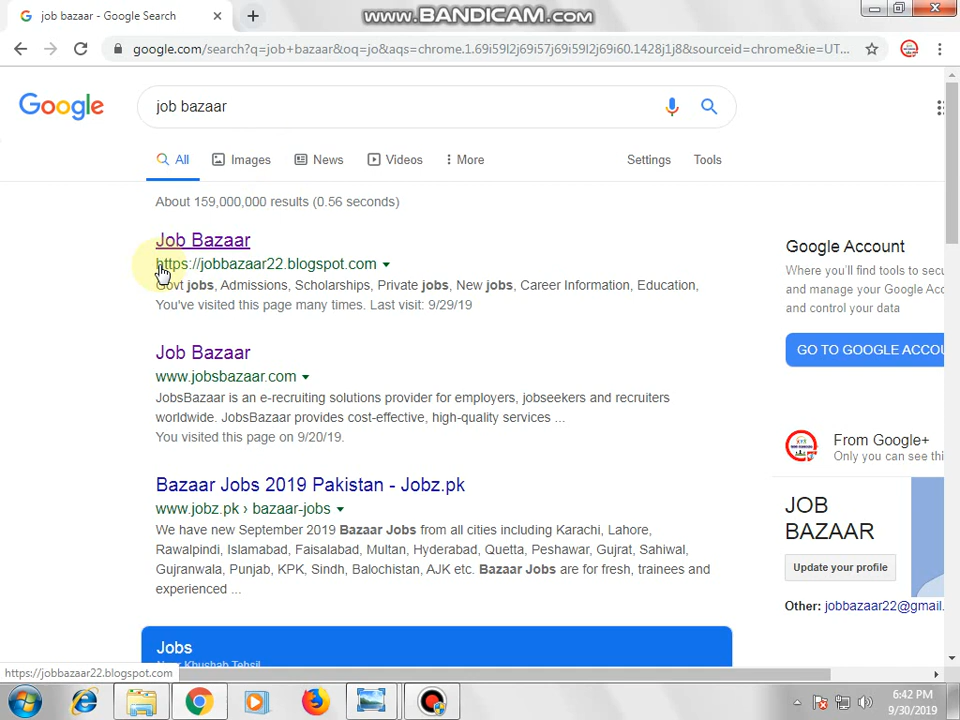 job bazaar - Google Search
www.BANDICAM.com
google.com/search?q=job+bazaar&oq=jo&aqs=chrome.1.69i59l2j69i57j69i59l2j69i60.1428j1j8&sourceid=chrome&ie=UT...
Google
job bazaar
All
Images
News
Videos
More
Settings
Tools
About 159,000,000 results (0.56 seconds)
Job Bazaar
https://jobbazaar22.blogspot.com
Govt jobs, Admissions, Scholarships, Private jobs, New jobs, Career Information, Education,
You've visited this page many times. Last visit: 9/29/19
Job Bazaar
www.jobsbazaar.com
JobsBazaar is an e-recruiting solutions provider for employers, jobseekers and recruiters
worldwide. JobsBazaar provides cost-effective, high-quality services ...
You visited this page on 9/20/19.
Bazaar Jobs 2019 Pakistan - Jobz.pk
www.jobz.pk › bazaar-jobs
We have new September 2019 Bazaar Jobs from all cities including Karachi, Lahore,
Rawalpindi, Islamabad, Faisalabad, Multan, Hyderabad, Quetta, Peshawar, Gujrat, Sahiwal,
Gujranwala, Punjab, KPK, Sindh, Balochistan, AJK etc. Bazaar Jobs are for fresh, trainees and
experienced ...
Jobs
Near Khushab Tehsil
Google Account
Where you'll find tools to secu
and manage your Google Acc
and control your data
GO TO GOOGLE ACCOU
From Google+
Only you can see thi
JOB
BAZAAR
Update your profile
Other: jobbazaar22@gmail.
https://jobbazaar22.blogspot.com
6:42 PM
9/30/2019